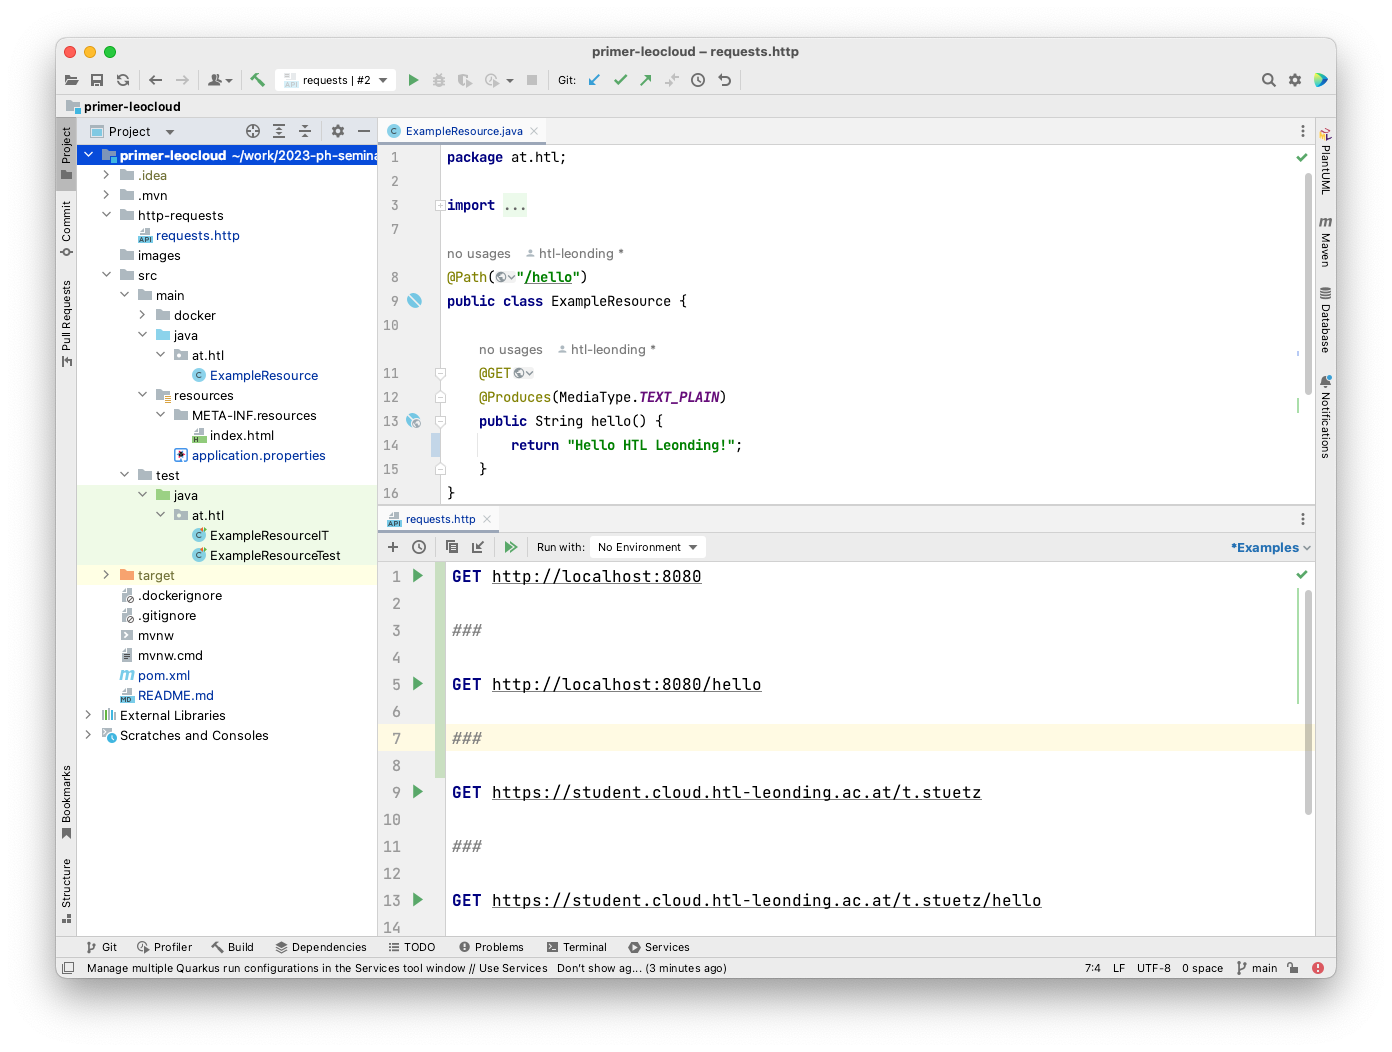 primer-leocloud – requests.http
requests | #2
Git:
primer-leocloud
Project
Commit
Pull Requests
Bookmarks
Structure
Project
primer-leocloud ~/work/2023-ph-semina
.idea
.mvn
http-requests
requests.http
images
src
main
docker
java
at.htl
ExampleResource
resources
META-INF.resources
index.html
application.properties
test
java
at.htl
ExampleResourceIT
ExampleResourceTest
target
.dockerignore
.gitignore
mvnw
mvnw.cmd
pom.xml
README.md
External Libraries
Scratches and Consoles
ExampleResource.java
1 package at.htl;
2
3 import ...
7
no usages htl-leonding *
8 @Path("/hello")
9 public class ExampleResource {
10
no usages htl-leonding *
11 @GET
12 @Produces(MediaType.TEXT_PLAIN)
13 public String hello() {
14 return "Hello HTL Leonding!";
15 }
16 }
requests.http
Run with: No Environment
*Examples
1 GET http://localhost:8080
2
3 ###
4
5 GET http://localhost:8080/hello
6
7 ###
8
9 GET https://student.cloud.htl-leonding.ac.at/t.stuetz
10
11 ###
12
13 GET https://student.cloud.htl-leonding.ac.at/t.stuetz/hello
14
PlantUML
m Maven
Database
Notifications
Git Profiler Build Dependencies TODO Problems Terminal Services
Manage multiple Quarkus run configurations in the Services tool window // Use Services Don't show ag... (3 minutes ago)
7:4 LF UTF-8 0 space main